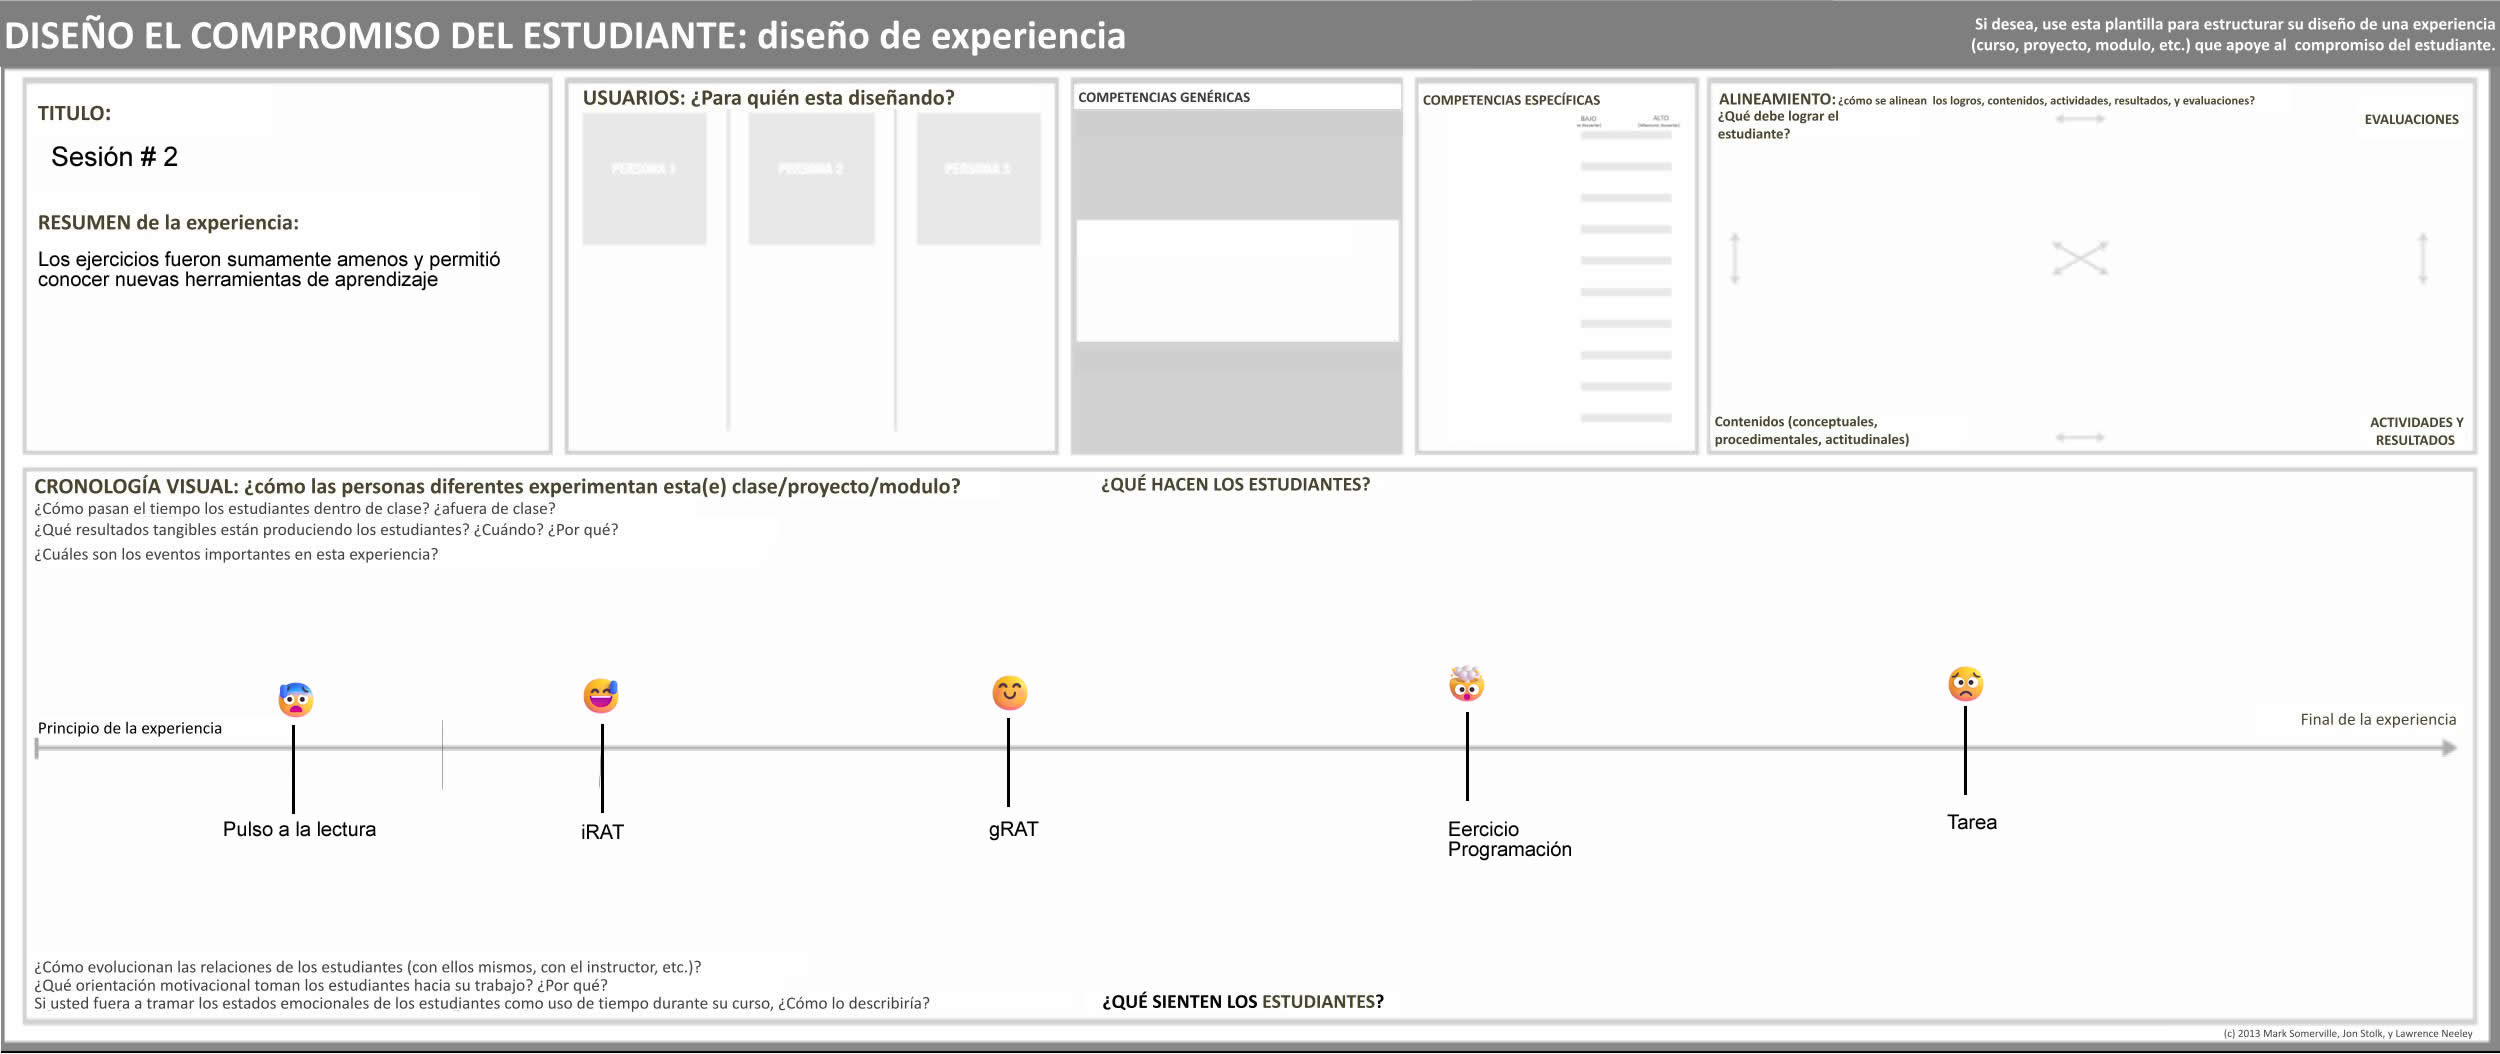 DISEÑO EL COMPROMISO DEL ESTUDIANTE: diseño de experiencia
Si desea, use esta plantilla para estructurar su diseño de una experiencia
(curso, proyecto, modulo, etc.) que apoye al compromiso del estudiante.
TITULO:
Sesión # 2
RESUMEN de la experiencia:
Los ejercicios fueron sumamente amenos y permitió
conocer nuevas herramientas de aprendizaje
USUARIOS: ¿Para quién esta diseñando?
PERSONA 1
PERSONA 2
PERSONA 3
COMPETENCIAS GENÉRICAS
COMPETENCIAS ESPECÍFICAS
BAJO
ALTO
ALINEAMIENTO: ¿cómo se alinean los logros, contenidos, actividades, resultados, y evaluaciones?
¿Qué debe lograr el
estudiante?
EVALUACIONES
Contenidos (conceptuales,
procedimentales, actitudinales)
ACTIVIDADES Y
RESULTADOS
CRONOLOGÍA VISUAL: ¿cómo las personas diferentes experimentan esta(e) clase/proyecto/modulo?
¿QUÉ HACEN LOS ESTUDIANTES?
¿Cómo pasan el tiempo los estudiantes dentro de clase? ¿afuera de clase?
¿Qué resultados tangibles están produciendo los estudiantes? ¿Cuándo? ¿Por qué?
¿Cuáles son los eventos importantes en esta experiencia?
Principio de la experiencia
Final de la experiencia
Pulso a la lectura
iRAT
gRAT
Eercicio
Programación
Tarea
¿Cómo evolucionan las relaciones de los estudiantes (con ellos mismos, con el instructor, etc.)?
¿Qué orientación motivacional toman los estudiantes hacia su trabajo? ¿Por qué?
Si usted fuera a tramar los estados emocionales de los estudiantes como uso de tiempo durante su curso, ¿Cómo lo describiría?
¿QUÉ SIENTEN LOS ESTUDIANTES?
(c) 2013 Mark Somerville, Jon Stolk, y Lawrence Neeley